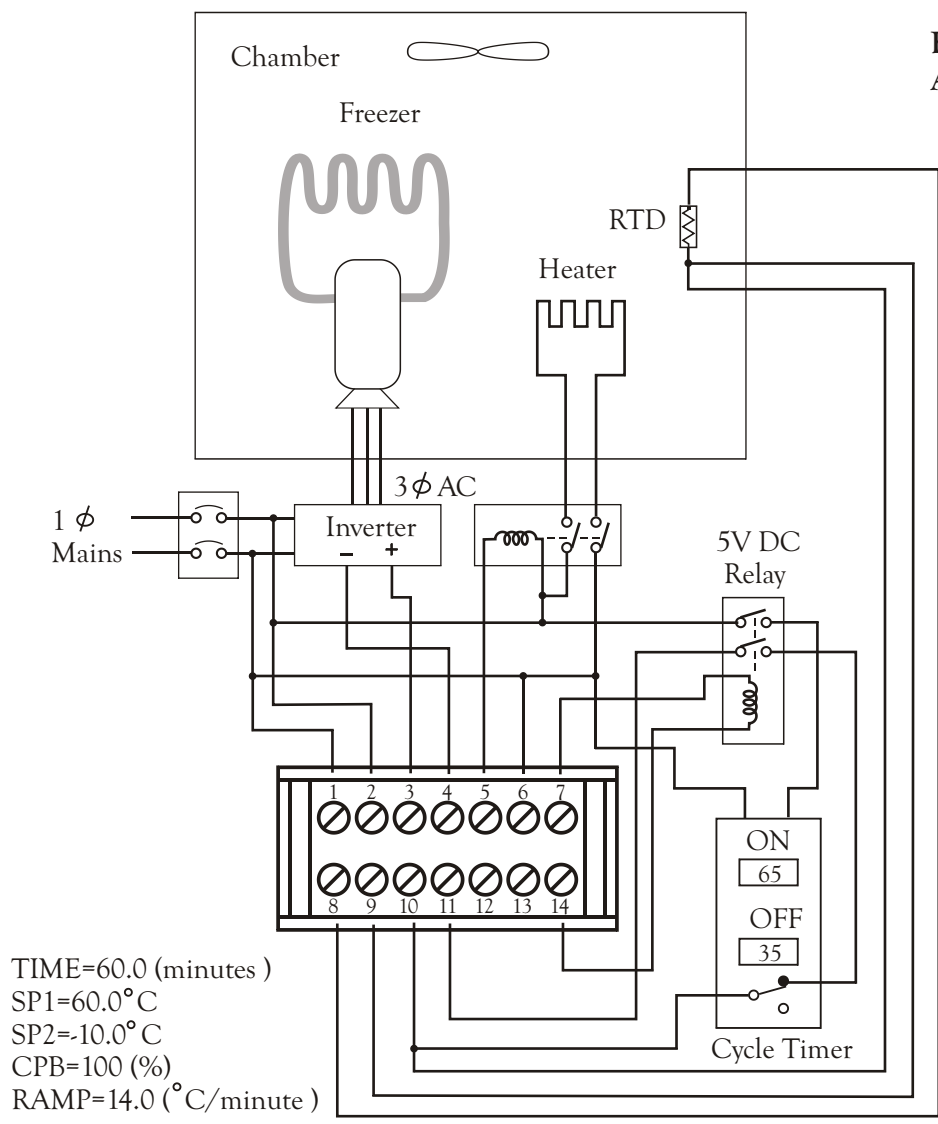 Chamber
Freezer
RTD
Heater
3ϕ AC
1 ϕ
Mains
Inverter
− +
5V DC
Relay
1 2 3 4 5 6 7
8 9 10 11 12 13 14
ON
65
OFF
35
Cycle Timer
TIME=60.0 (minutes )
SP1=60.0°C
SP2=-10.0°C
CPB=100 (%)
RAMP=14.0 (°C/minute )